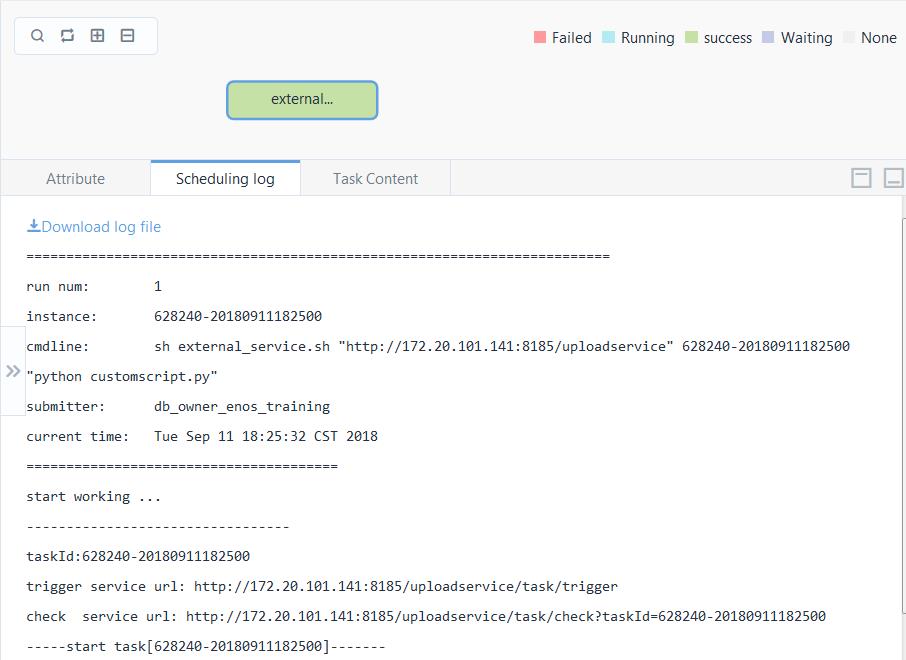 Failed Running success Waiting None
external...
Attribute Scheduling log Task Content
Download log file
=========================================================================
run num:        1
instance:       628240-20180911182500
cmdline:        sh external_service.sh "http://172.20.101.141:8185/uploadservice" 628240-20180911182500
"python customscript.py"
submitter:      db_owner_enos_training
current time:   Tue Sep 11 18:25:32 CST 2018
=======================================
start working ...
---------------------------------
taskId:628240-20180911182500
trigger service url: http://172.20.101.141:8185/uploadservice/task/trigger
check  service url: http://172.20.101.141:8185/uploadservice/task/check?taskId=628240-20180911182500
-----start task[628240-20180911182500]-------